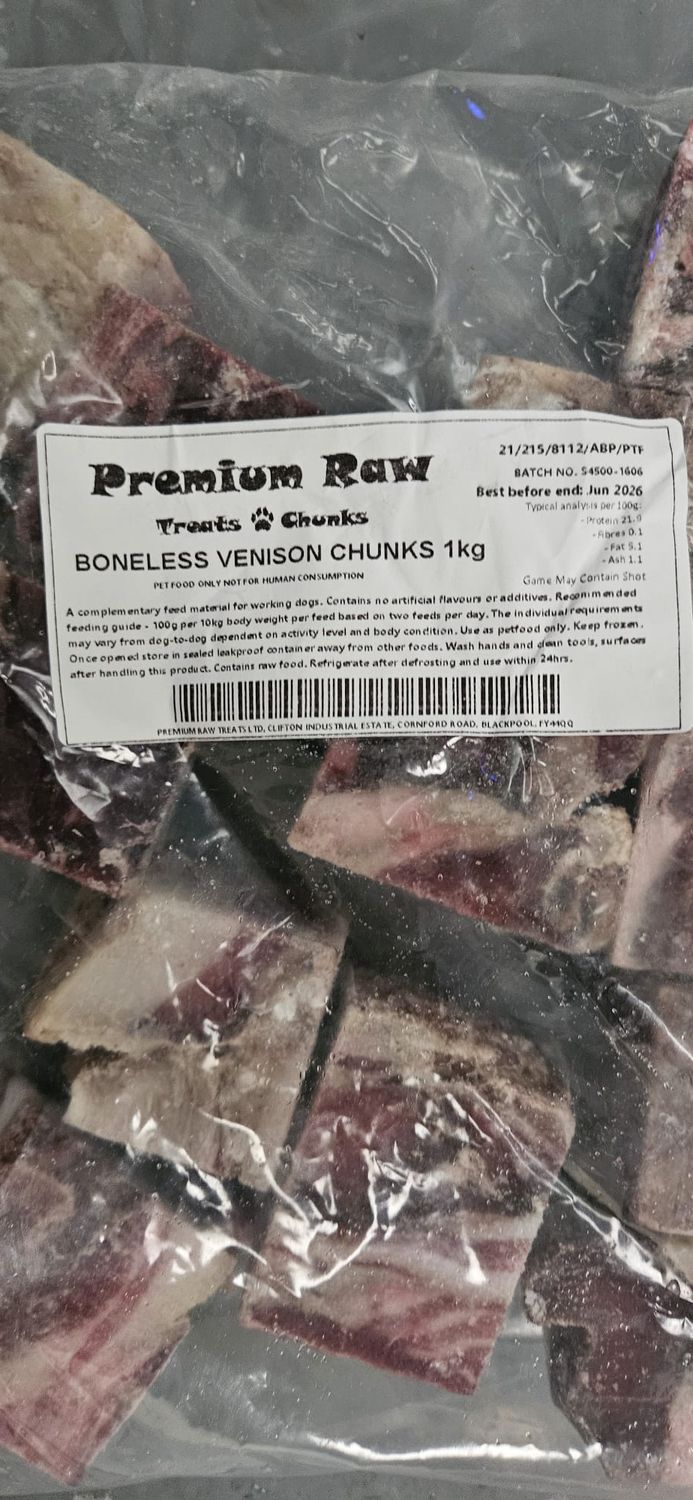 Premium Raw
Treats Chunks
BONELESS VENISON CHUNKS 1kg
PET FOOD ONLY NOT FOR HUMAN CONSUMPTION
21/215/8112/ABP/PTF
BATCH NO. S4500-1606
Best before end: Jun 2026
Typical analysis per 100g:
- Protein 21.9
- Fibres 0.1
- Fat 5.1
- Ash 1.1
Game May Contain Shot
A complementary feed material for working dogs. Contains no artificial flavours or additives. Recommended
feeding guide - 100g per 10kg body weight per feed based on two feeds per day. The individual requirements
may vary from dog-to-dog dependent on activity level and body condition. Use as petfood only. Keep frozen.
Once opened store in sealed leakproof container away from other foods. Wash hands and clean tools, surfaces
after handling this product. Contains raw food. Refrigerate after defrosting and use within 24hrs.
PREMIUM RAW TREATS LTD, CLIFTON INDUSTRIAL ESTATE, CORNFORD ROAD, BLACKPOOL, FY4 4QQ